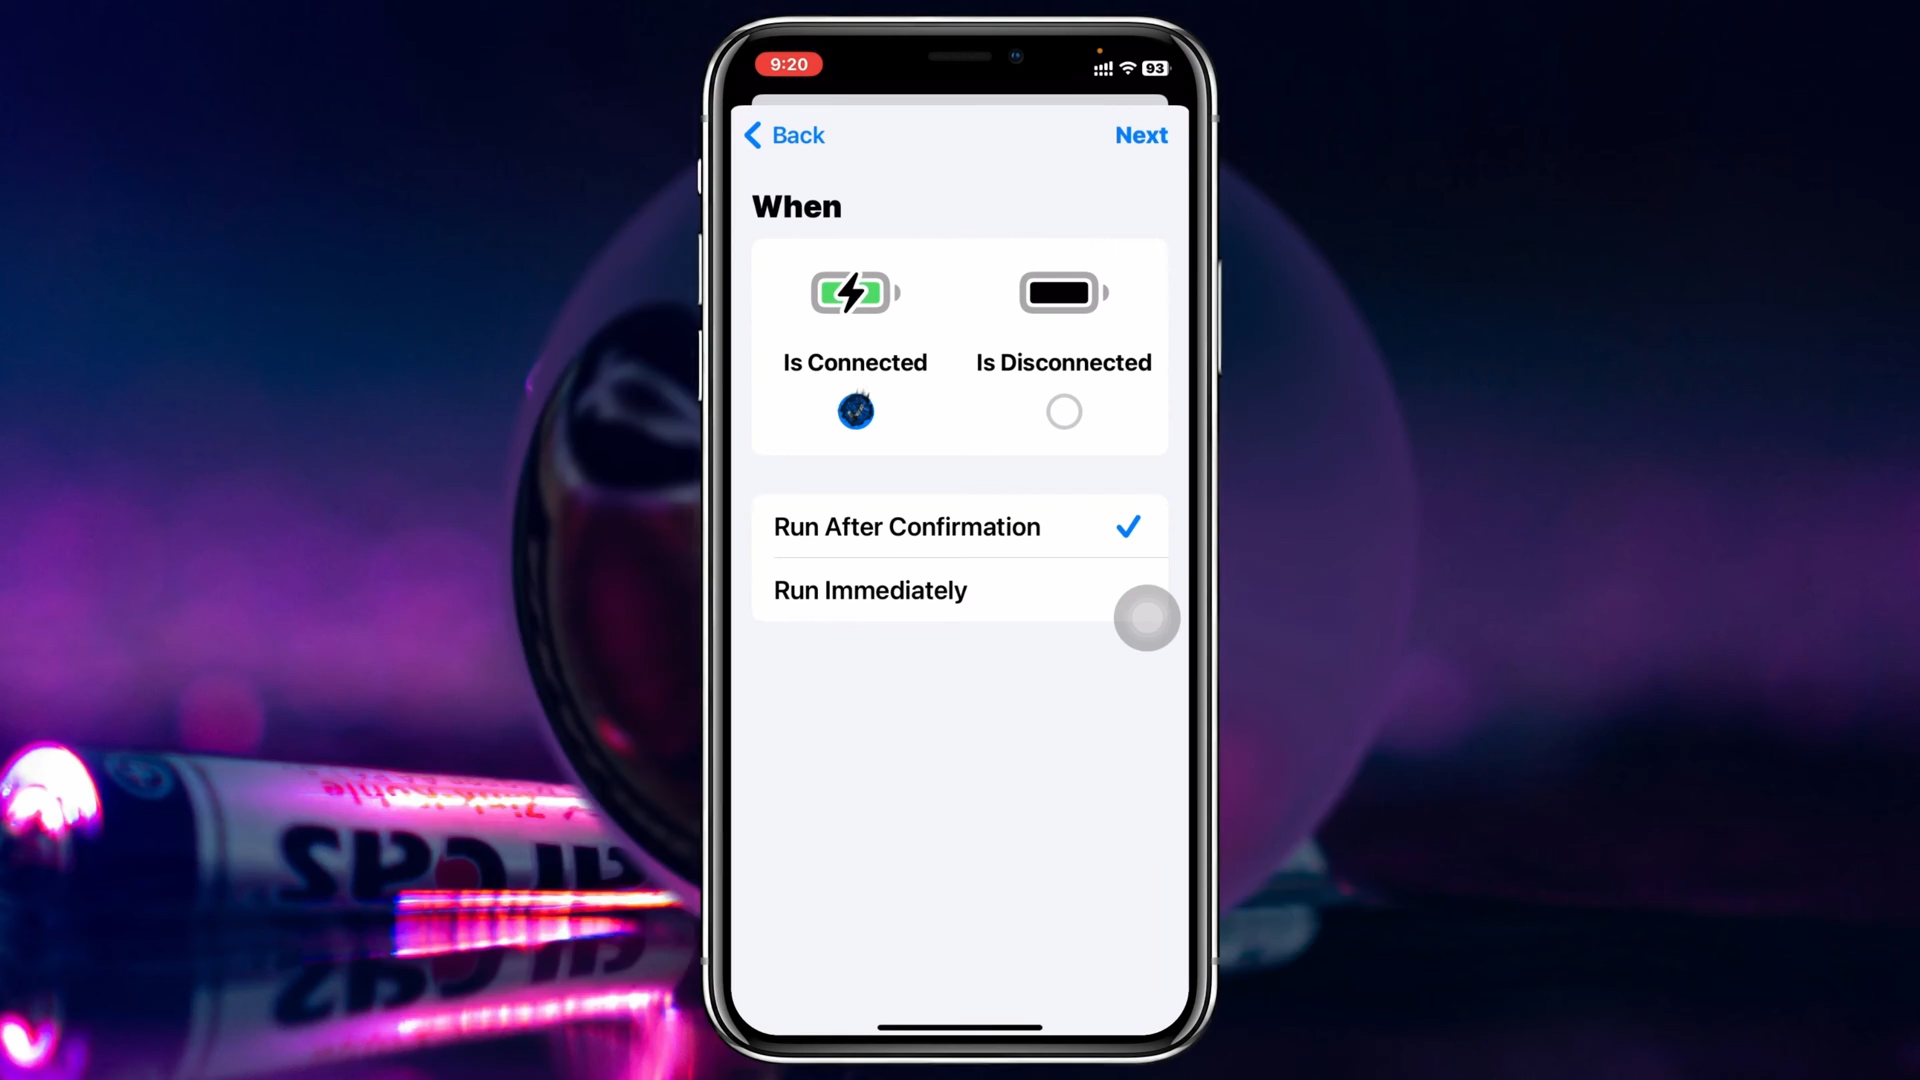 9:20
93
Back
Next
When
Is Connected
Is Disconnected
Run After Confirmation
Run Immediately